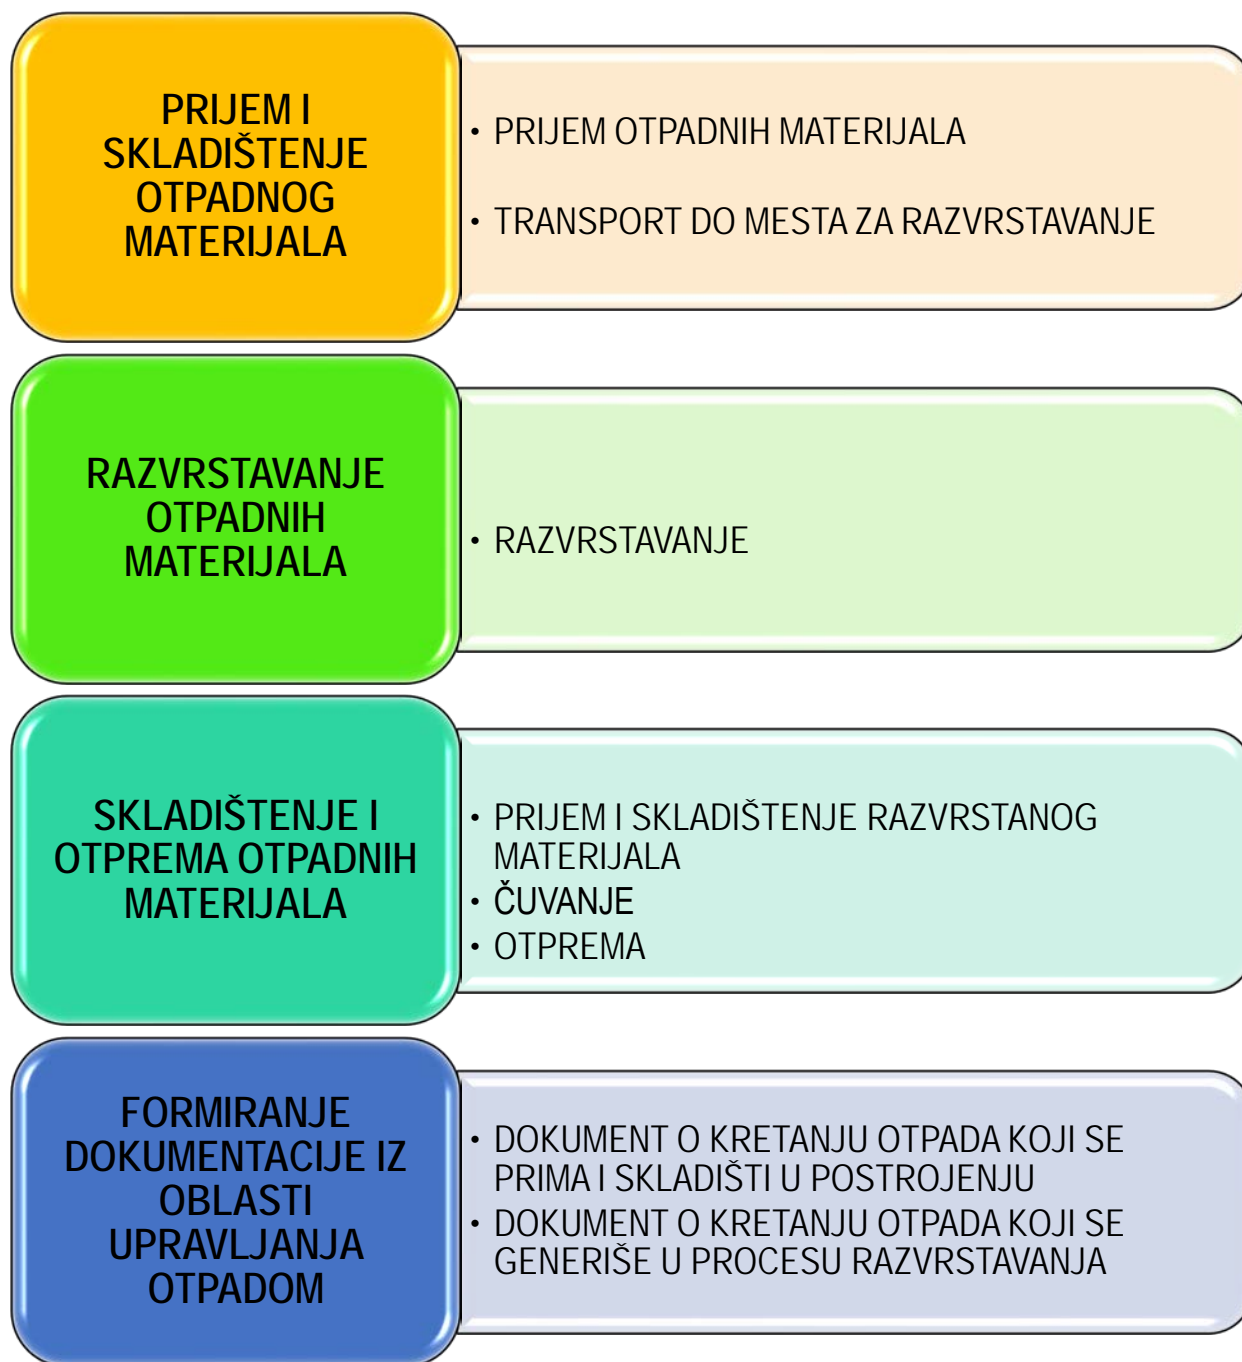 PRIJEM I
SKLADIŠTENJE
OTPADNOG
MATERIJALA
• PRIJEM OTPADNIH MATERIJALA
• TRANSPORT DO MESTA ZA RAZVRSTAVANJE
RAZVRSTAVANJE
OTPADNIH
MATERIJALA
• RAZVRSTAVANJE
SKLADIŠTENJE I
OTPREMA OTPADNIH
MATERIJALA
• PRIJEM I SKLADIŠTENJE RAZVRSTANOG
MATERIJALA
• ČUVANJE
• OTPREMA
FORMIRANJE
DOKUMENTACIJE IZ
OBLASTI
UPRAVLJANJA
OTPADOM
• DOKUMENT O KRETANJU OTPADA KOJI SE
PRIMA I SKLADIŠTI U POSTROJENJU
• DOKUMENT O KRETANJU OTPADA KOJI SE
GENERIŠE U PROCESU RAZVRSTAVANJA